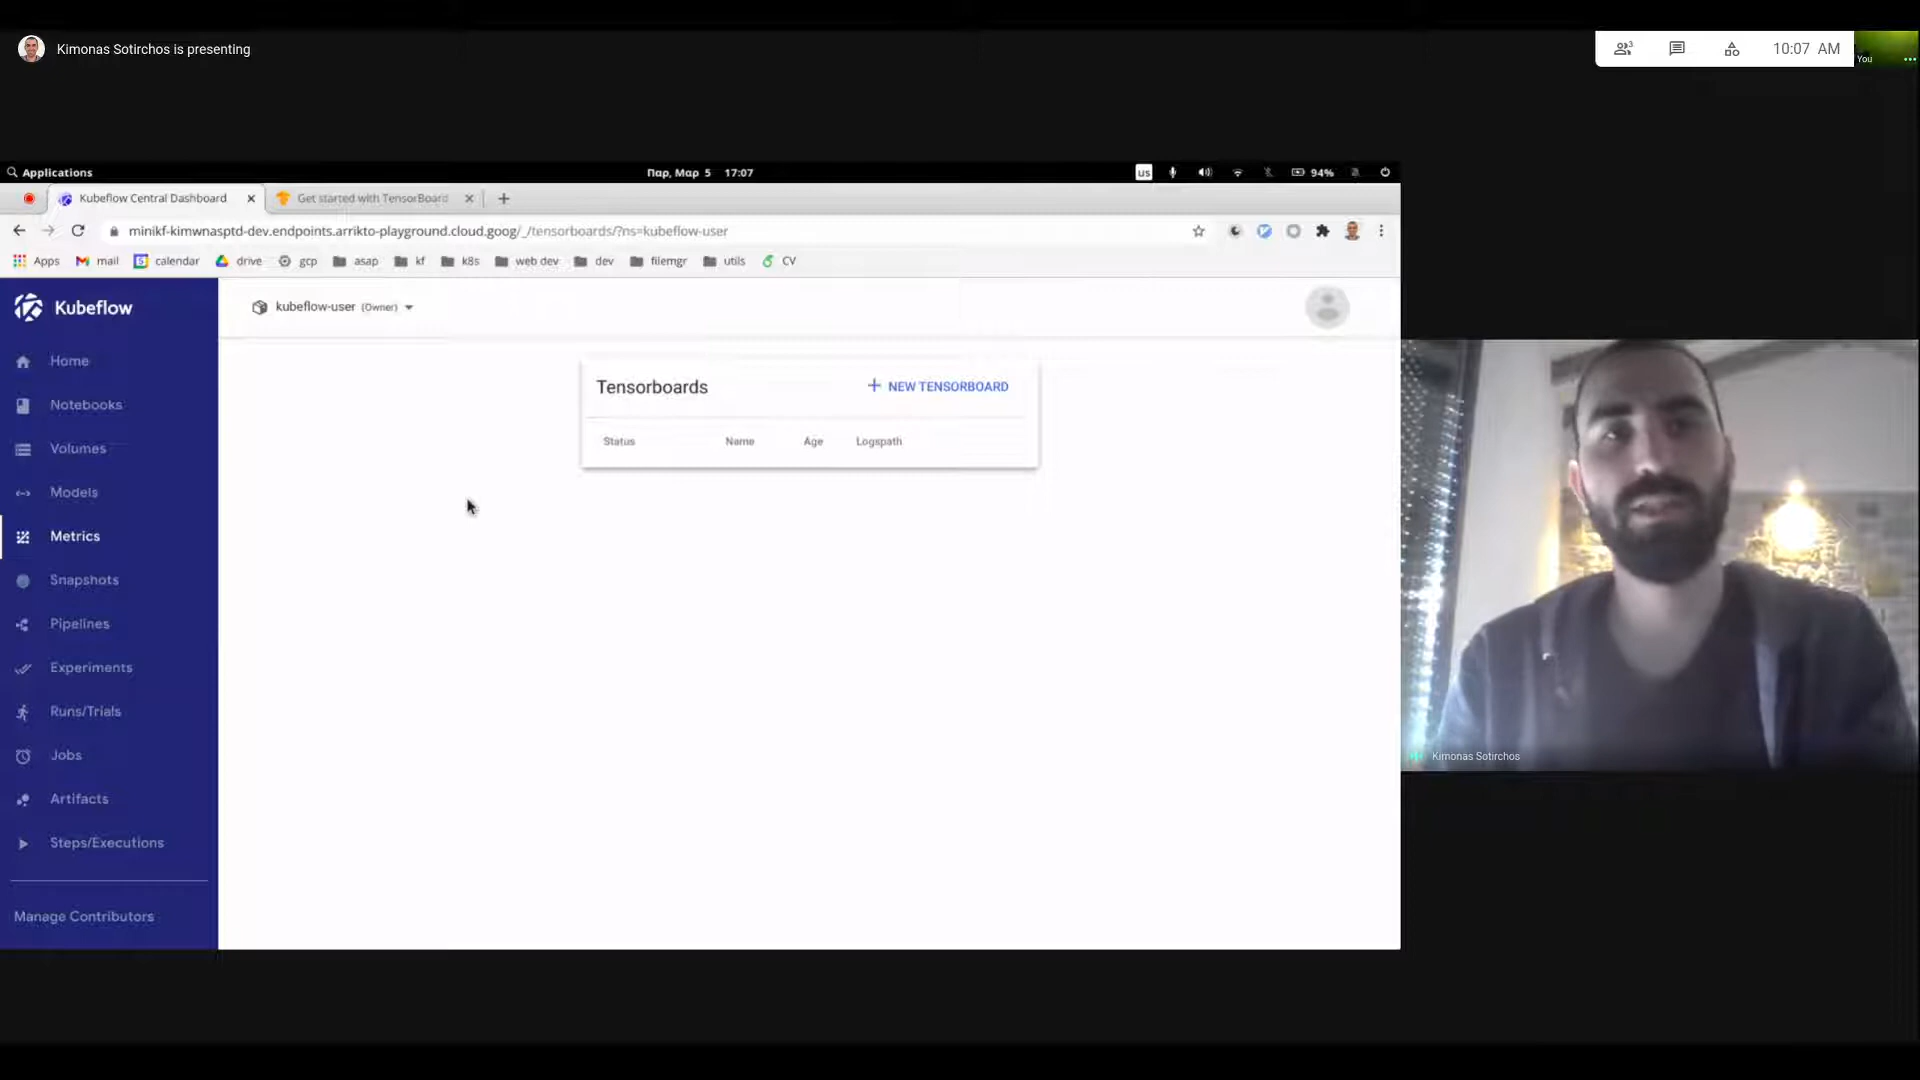 Kimonas Sotirchos is presenting
3
10:07 AM
You
Applications
Παρ, Μαρ 5 17:07
us
94%
Kubeflow Central Dashboard
Get started with TensorBoard
minikf-kimwnasptd-dev.endpoints.arrikto-playground.cloud.goog/_/tensorboards/?ns=kubeflow-user
Apps
mail
calendar
drive
gcp
asap
kf
k8s
web dev
dev
filemgr
utils
CV
Kubeflow
kubeflow-user (Owner)
Home
Notebooks
Volumes
Models
Metrics
Snapshots
Pipelines
Experiments
Runs/Trials
Jobs
Artifacts
Steps/Executions
Manage Contributors
Tensorboards
+ NEW TENSORBOARD
Status Name Age Logspath
Kimonas Sotirchos